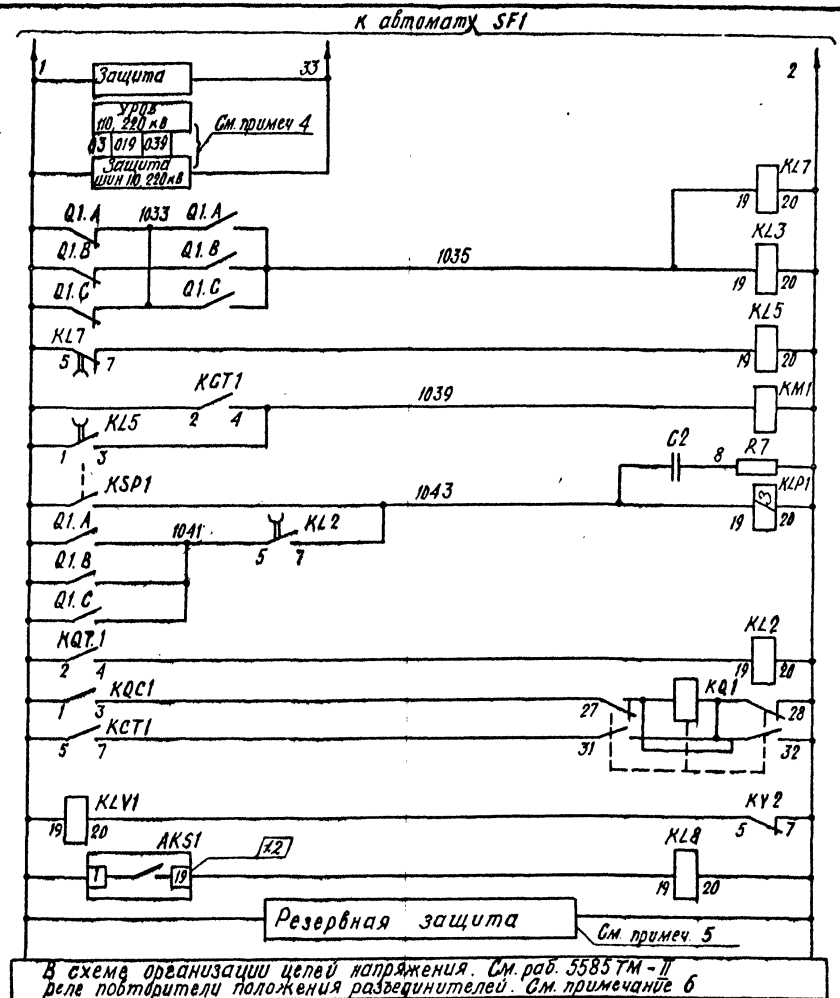 к автомату SF1
1 33 2
Защита
УРОВ
110, 220 кВ
03 019 039
См. примеч 4
Защита
шин 110, 220 кВ
KL7
19 20
Q1.A 1033 Q1.A
KL3
Q1.B Q1.B 1035
19 20
Q1.C Q1.C
KL5
KL7
5 7
19 20
KCT1 1039 KM1
2 4
KL5
1 3
C2 8 R7
KSP1 1043 KLP1
19 3 20
Q1.A 1041 KL2
5 7
Q1.B
Q1.C
KQT.1 KL2
2 4 19 20
KQC1 KQ1
1 3 27 28
KCT1
5 7 31 32
KLV1 KV2
19 20 5 7
AKS1 1.2 KL8
1 19 19 20
Резервная защита
См. примеч. 5
В схеме организации цепей напряжения. См. раб. 5585 ТМ-II
реле повторители положения разъединителей. См. примечание 6